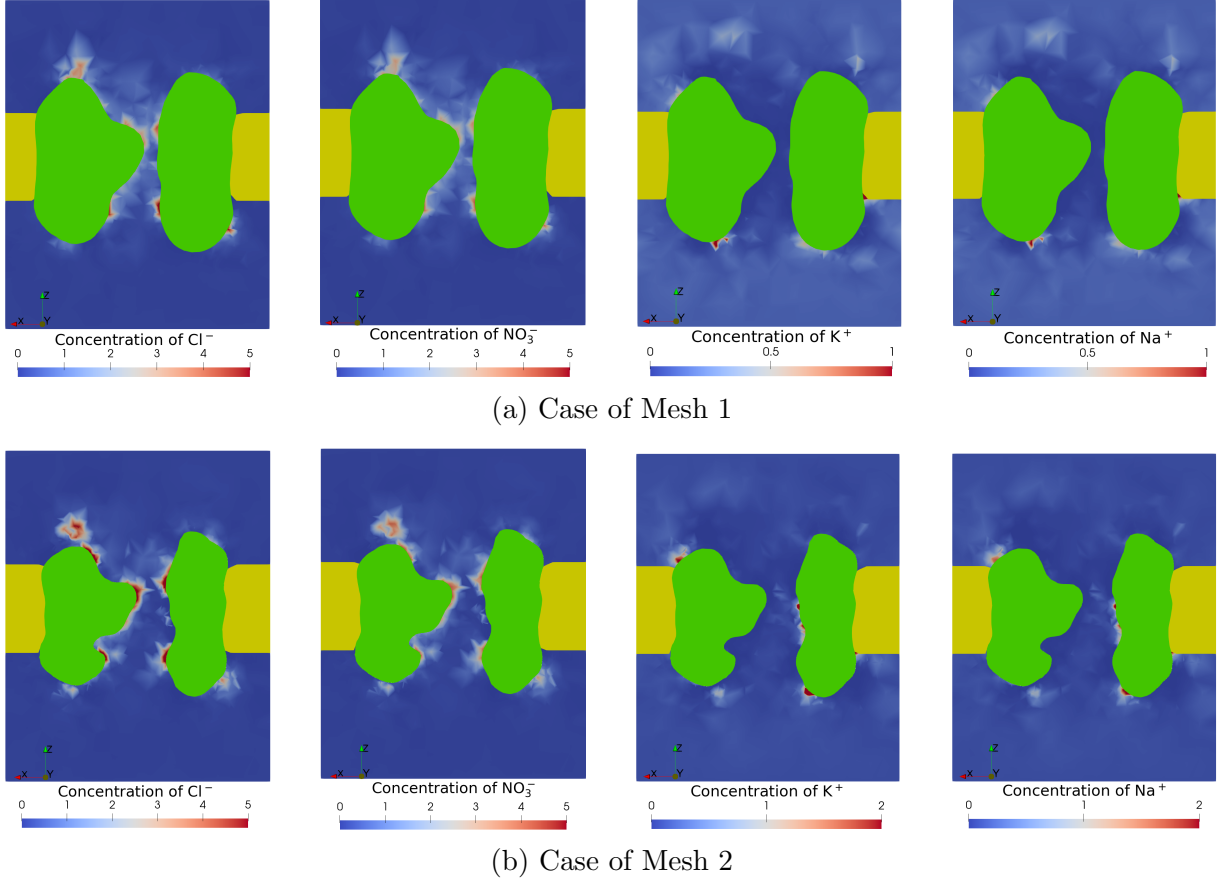 Z Z Z Z
X Y X Y X Y X Y
Concentration of Cl⁻ Concentration of NO₃⁻ Concentration of K⁺ Concentration of Na⁺
0 1 2 3 4 5 0 1 2 3 4 5 0 0.5 1 0 0.5 1
(a) Case of Mesh 1
Z Z Z Z
X Y X Y X Y X Y
Concentration of Cl⁻ Concentration of NO₃⁻ Concentration of K⁺ Concentration of Na⁺
0 1 2 3 4 5 0 1 2 3 4 5 0 1 2 0 1 2
(b) Case of Mesh 2